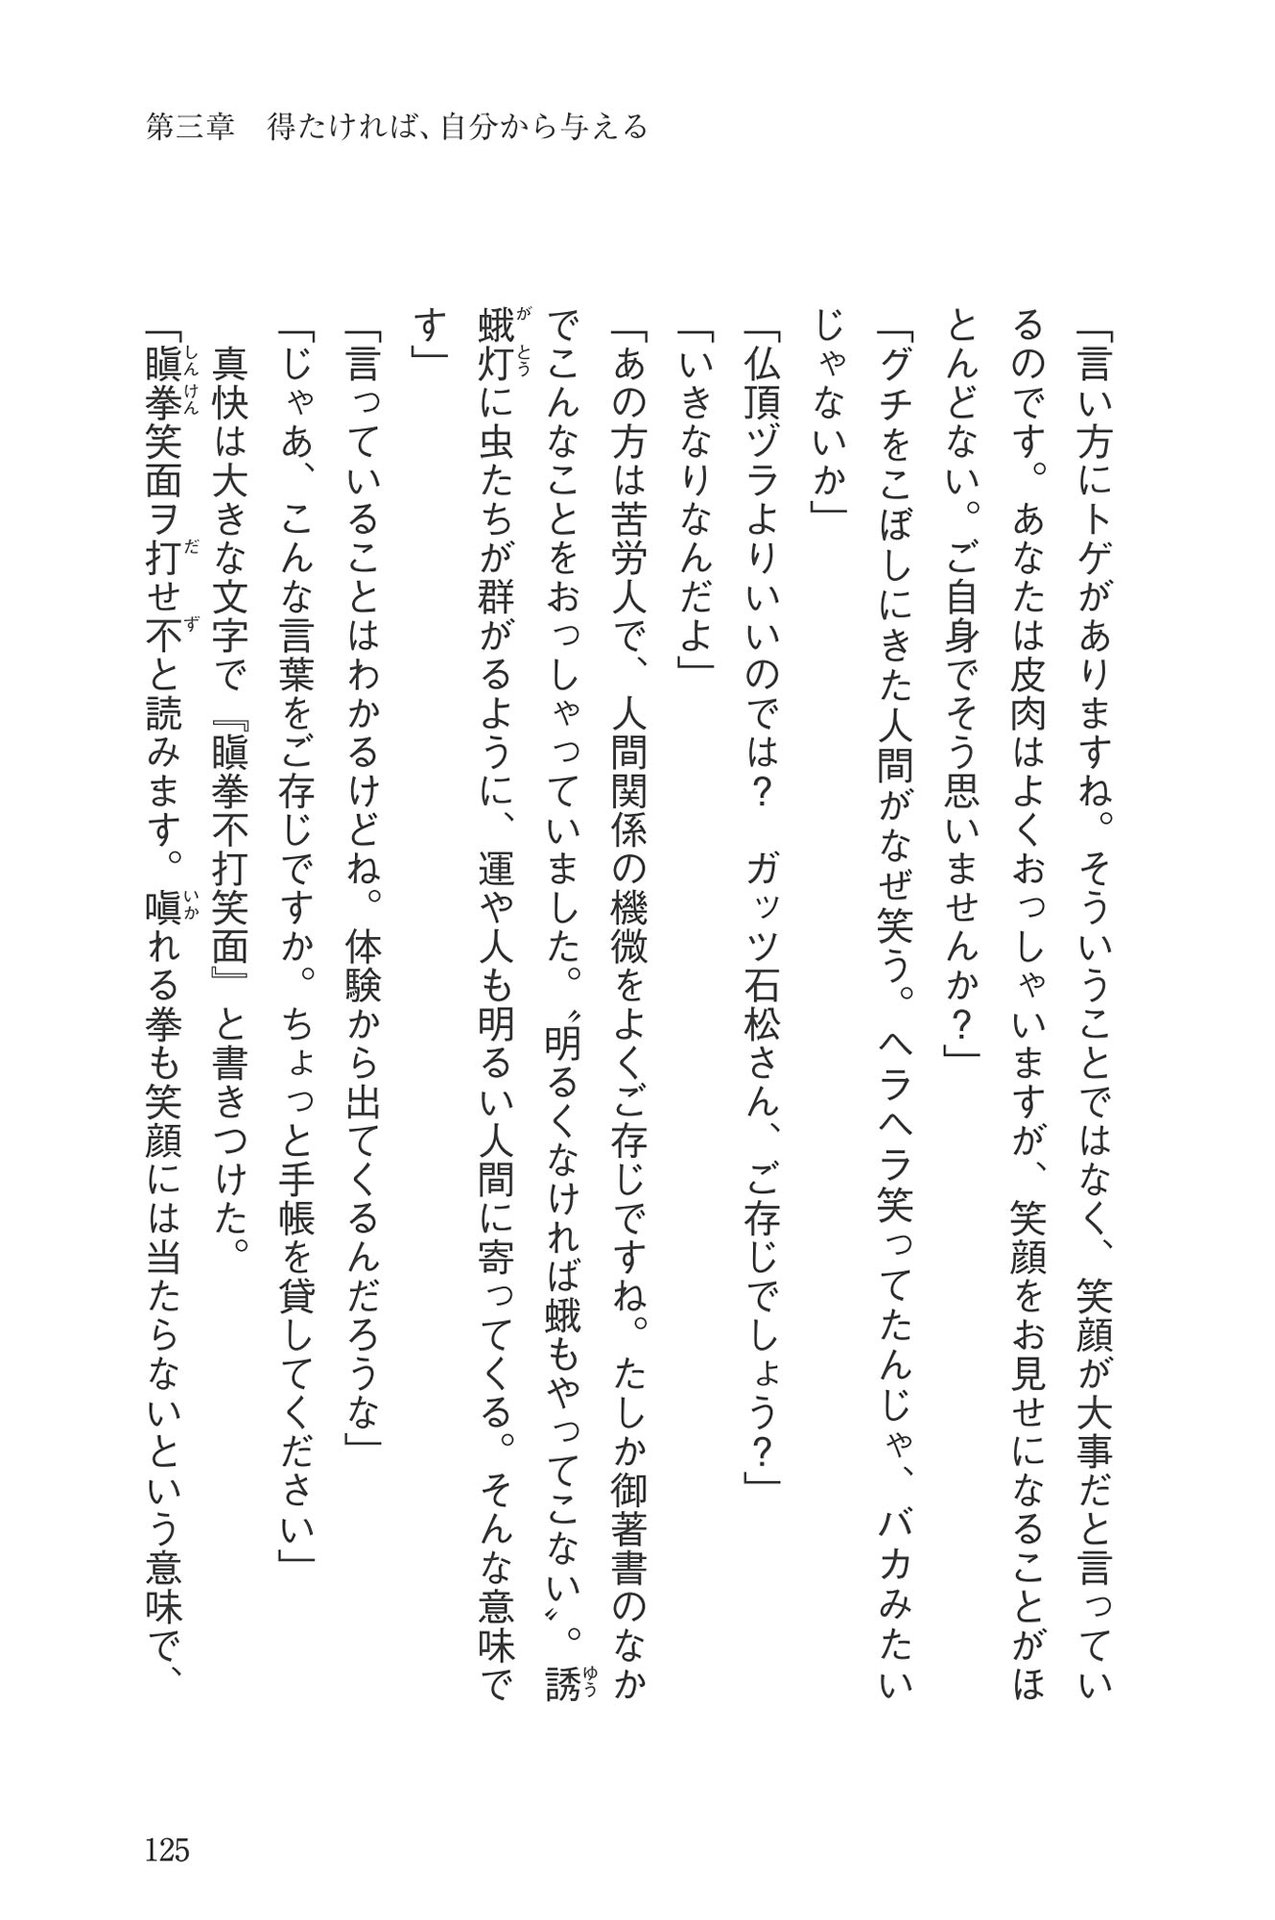 第三章　得たければ、自分から与える
「言い方にトゲがありますね。そういうことではなく、笑顔が大事だと言ってい
るのです。あなたは皮肉はよくおっしゃいますが、笑顔をお見せになることがほ
とんどない。ご自身でそう思いませんか？」
「グチをこぼしにきた人間がなぜ笑う。ヘラヘラ笑ってたんじゃ、バカみたい
じゃないか」
「仏頂ヅラよりいいのでは？　ガッツ石松さん、ご存じでしょう？」
「いきなりなんだよ」
「あの方は苦労人で、人間関係の機微をよくご存じですね。たしか御著書のなか
でこんなことをおっしゃっていました。〝明るくなければ蛾もやってこない〟。誘
蛾灯に虫たちが群がるように、運や人も明るい人間に寄ってくる。そんな意味で
す」
「言っていることはわかるけどね。体験から出てくるんだろうな」
「じゃあ、こんな言葉をご存じですか。ちょっと手帳を貸してください」
　真快は大きな文字で『瞋拳不打笑面』と書きつけた。
「瞋拳笑面ヲ打せ不と読みます。嗔れる拳も笑顔には当たらないという意味で、
125